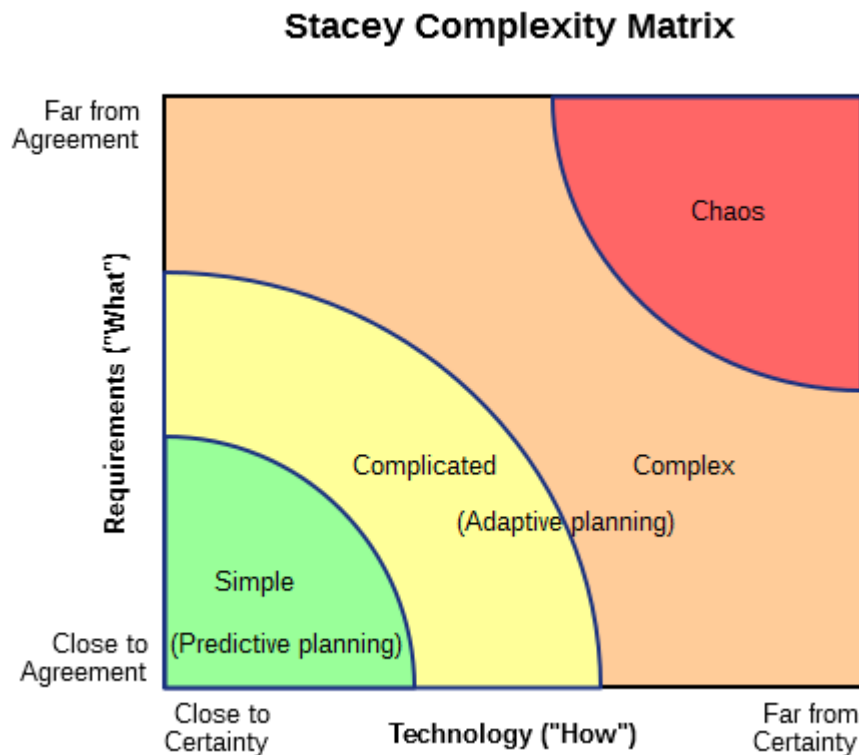 Stacey Complexity Matrix
Far from
Agreement
Chaos
Requirements ("What")
Complicated
Complex
(Adaptive planning)
Simple
(Predictive planning)
Close to
Agreement
Close to
Certainty
Technology ("How")
Far from
Certainty